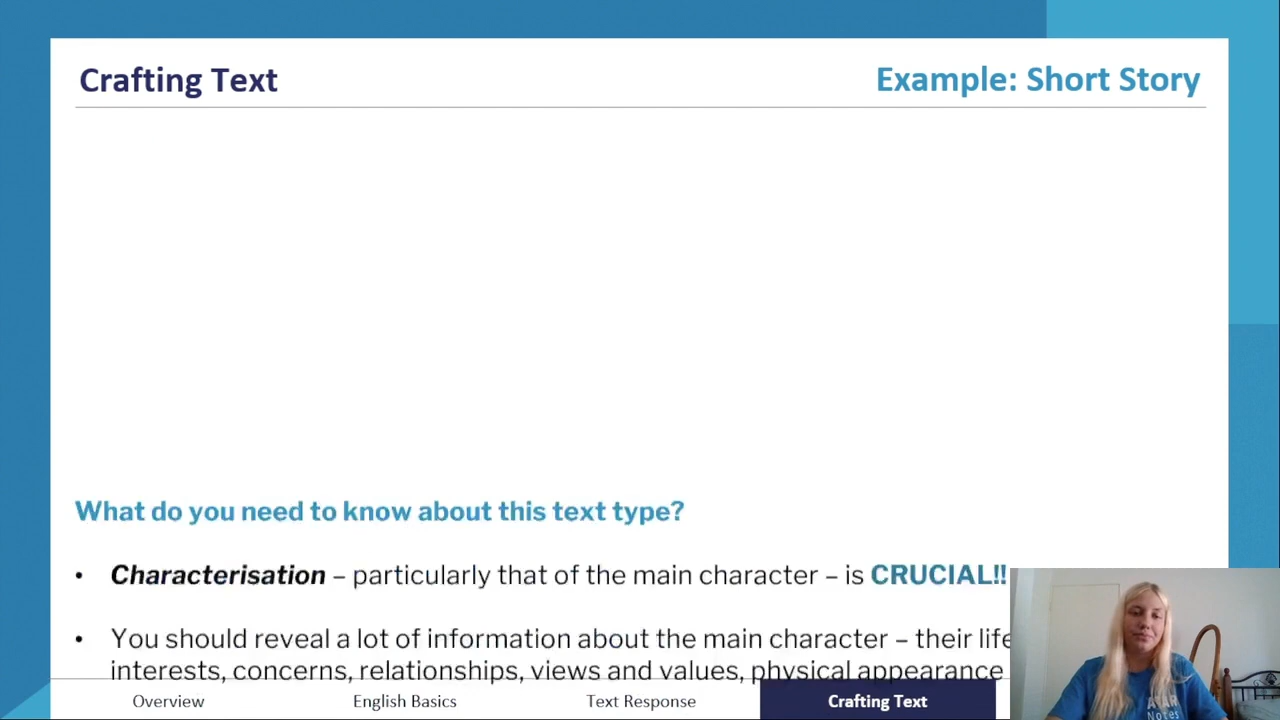 Crafting Text
Example: Short Story
What do you need to know about this text type?
• Characterisation – particularly that of the main character – is CRUCIAL!!
• You should reveal a lot of information about the main character – their life
interests, concerns, relationships, views and values, physical appearance
Overview
English Basics
Text Response
Crafting Text
Notes